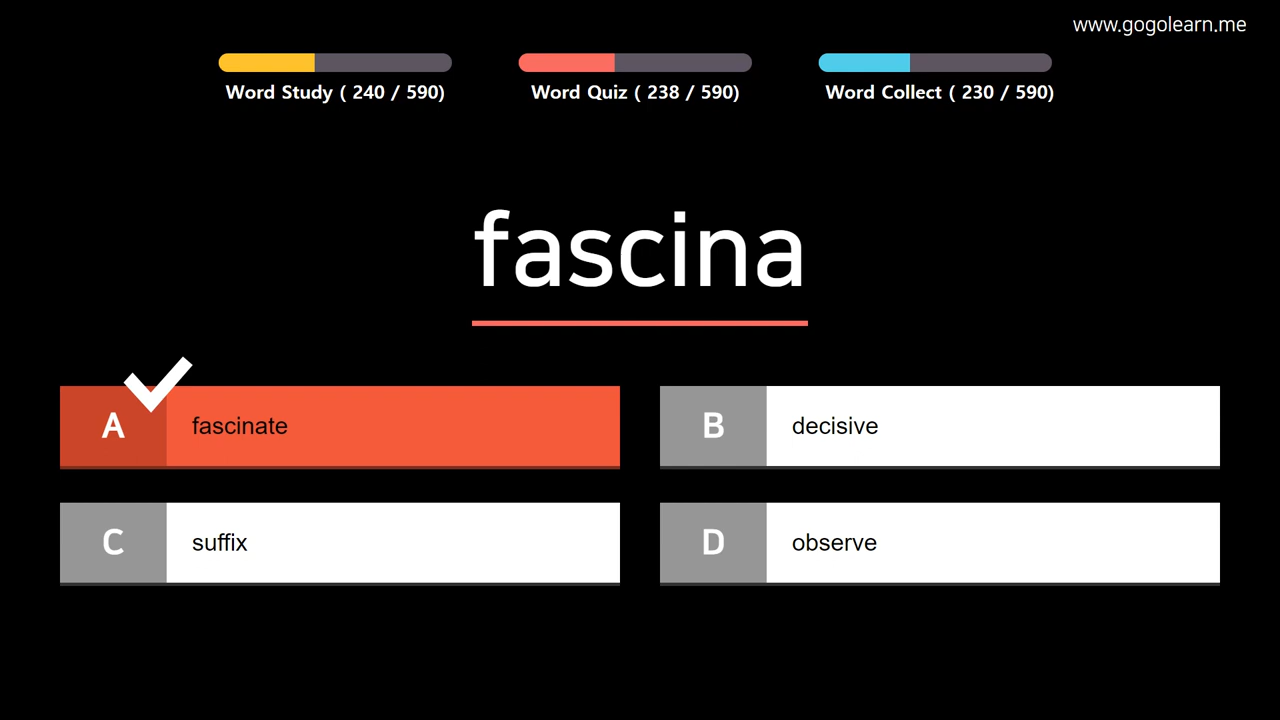 www.gogolearn.me
Word Study ( 240 / 590)
Word Quiz ( 238 / 590)
Word Collect ( 230 / 590)
fascina
A fascinate
B decisive
C suffix
D observe